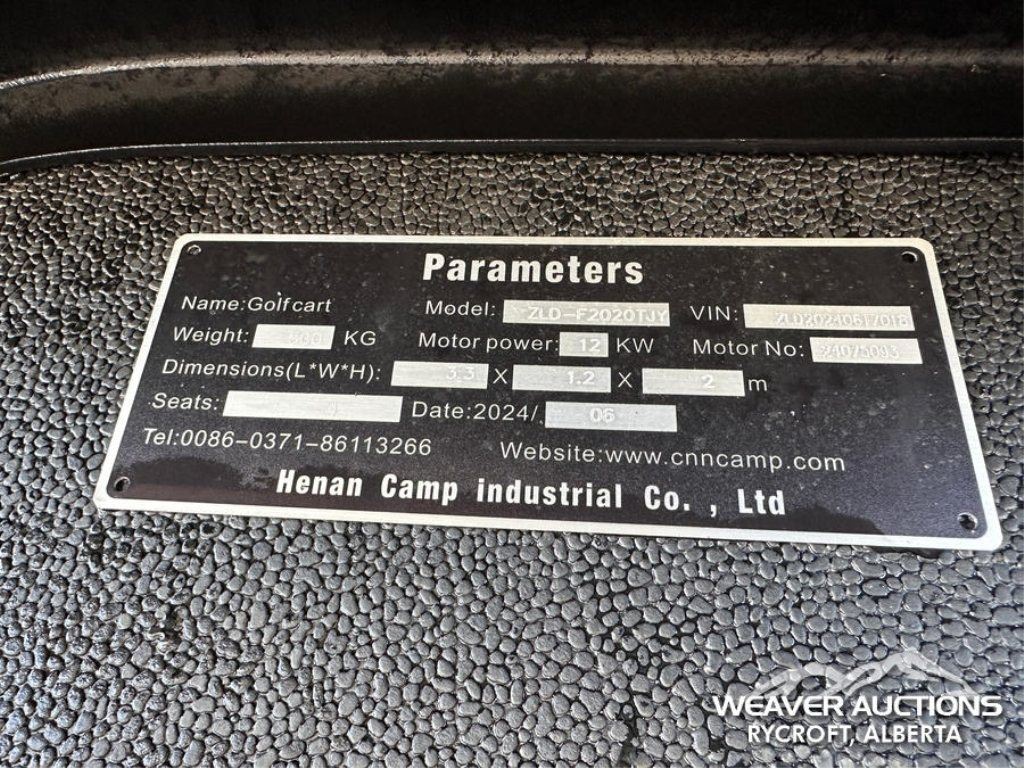 Parameters
Name:Golfcart Model: ZLD-F2020TJY VIN:
Weight: KG Motor power: 12 KW Motor No:
Dimensions(L*W*H): 3.3 X 1.2 X 2 m
Seats: Date:2024/ 06
Tel:0086-0371-86113266 Website:www.cnncamp.com
Henan Camp industrial Co. , Ltd
WEAVER AUCTIONS
RYCROFT, ALBERTA